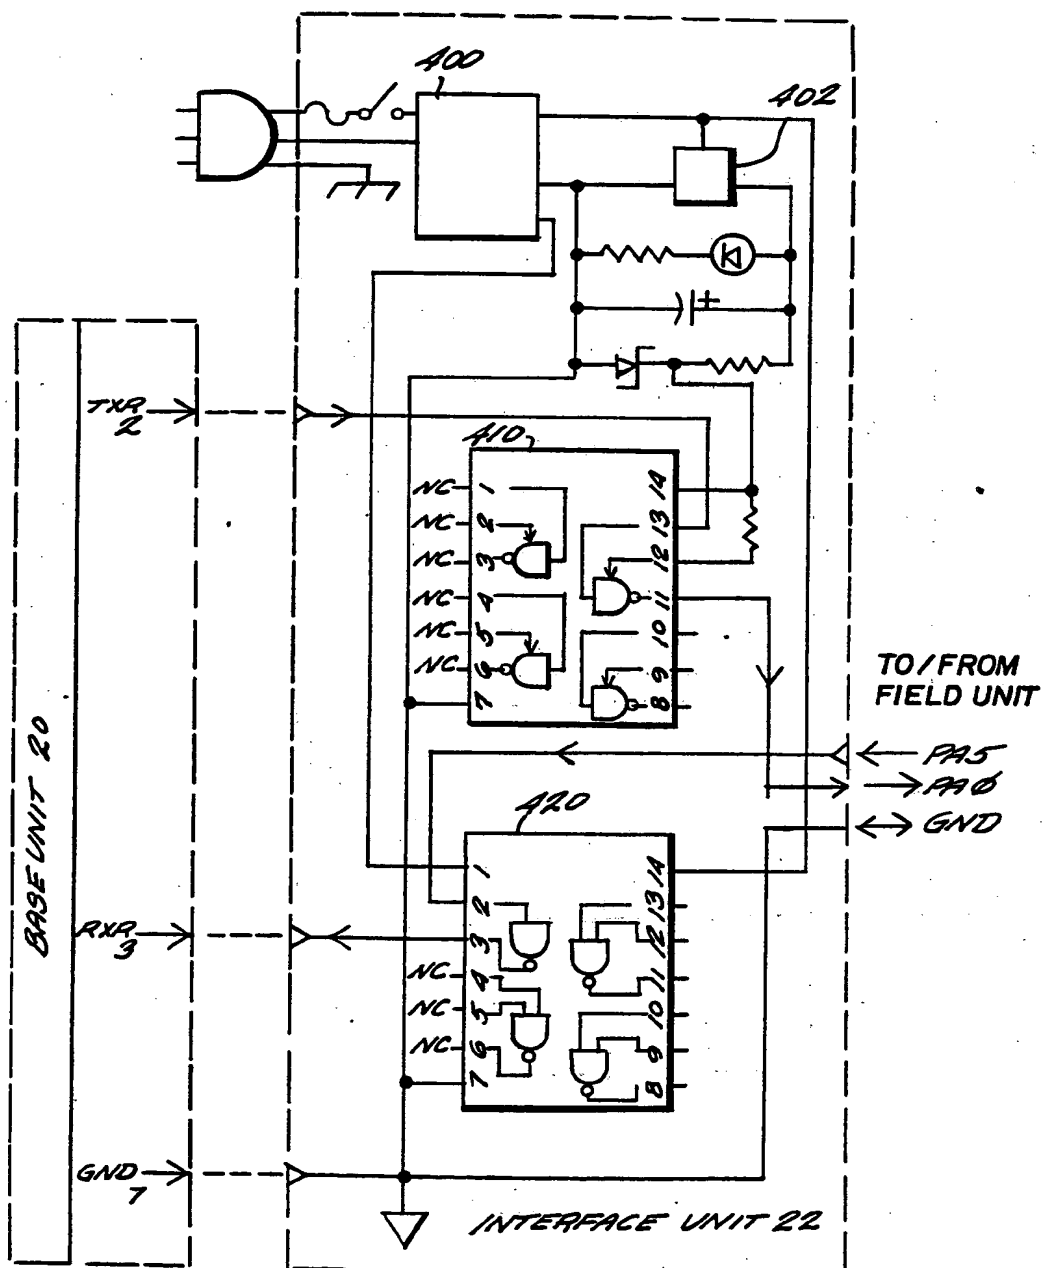 400
402
TXR
2
410
NC 1
NC 2
NC 3
NC 4
NC 5
NC 6
7
14
13
12
11
10
9
8
TO/FROM
FIELD UNIT
PA5
PAØ
GND
420
1
2
3
NC 4
NC 5
NC 6
7
14
13
12
11
10
9
8
BASE UNIT 20
RXR
3
GND
7
+
INTERFACE UNIT 22